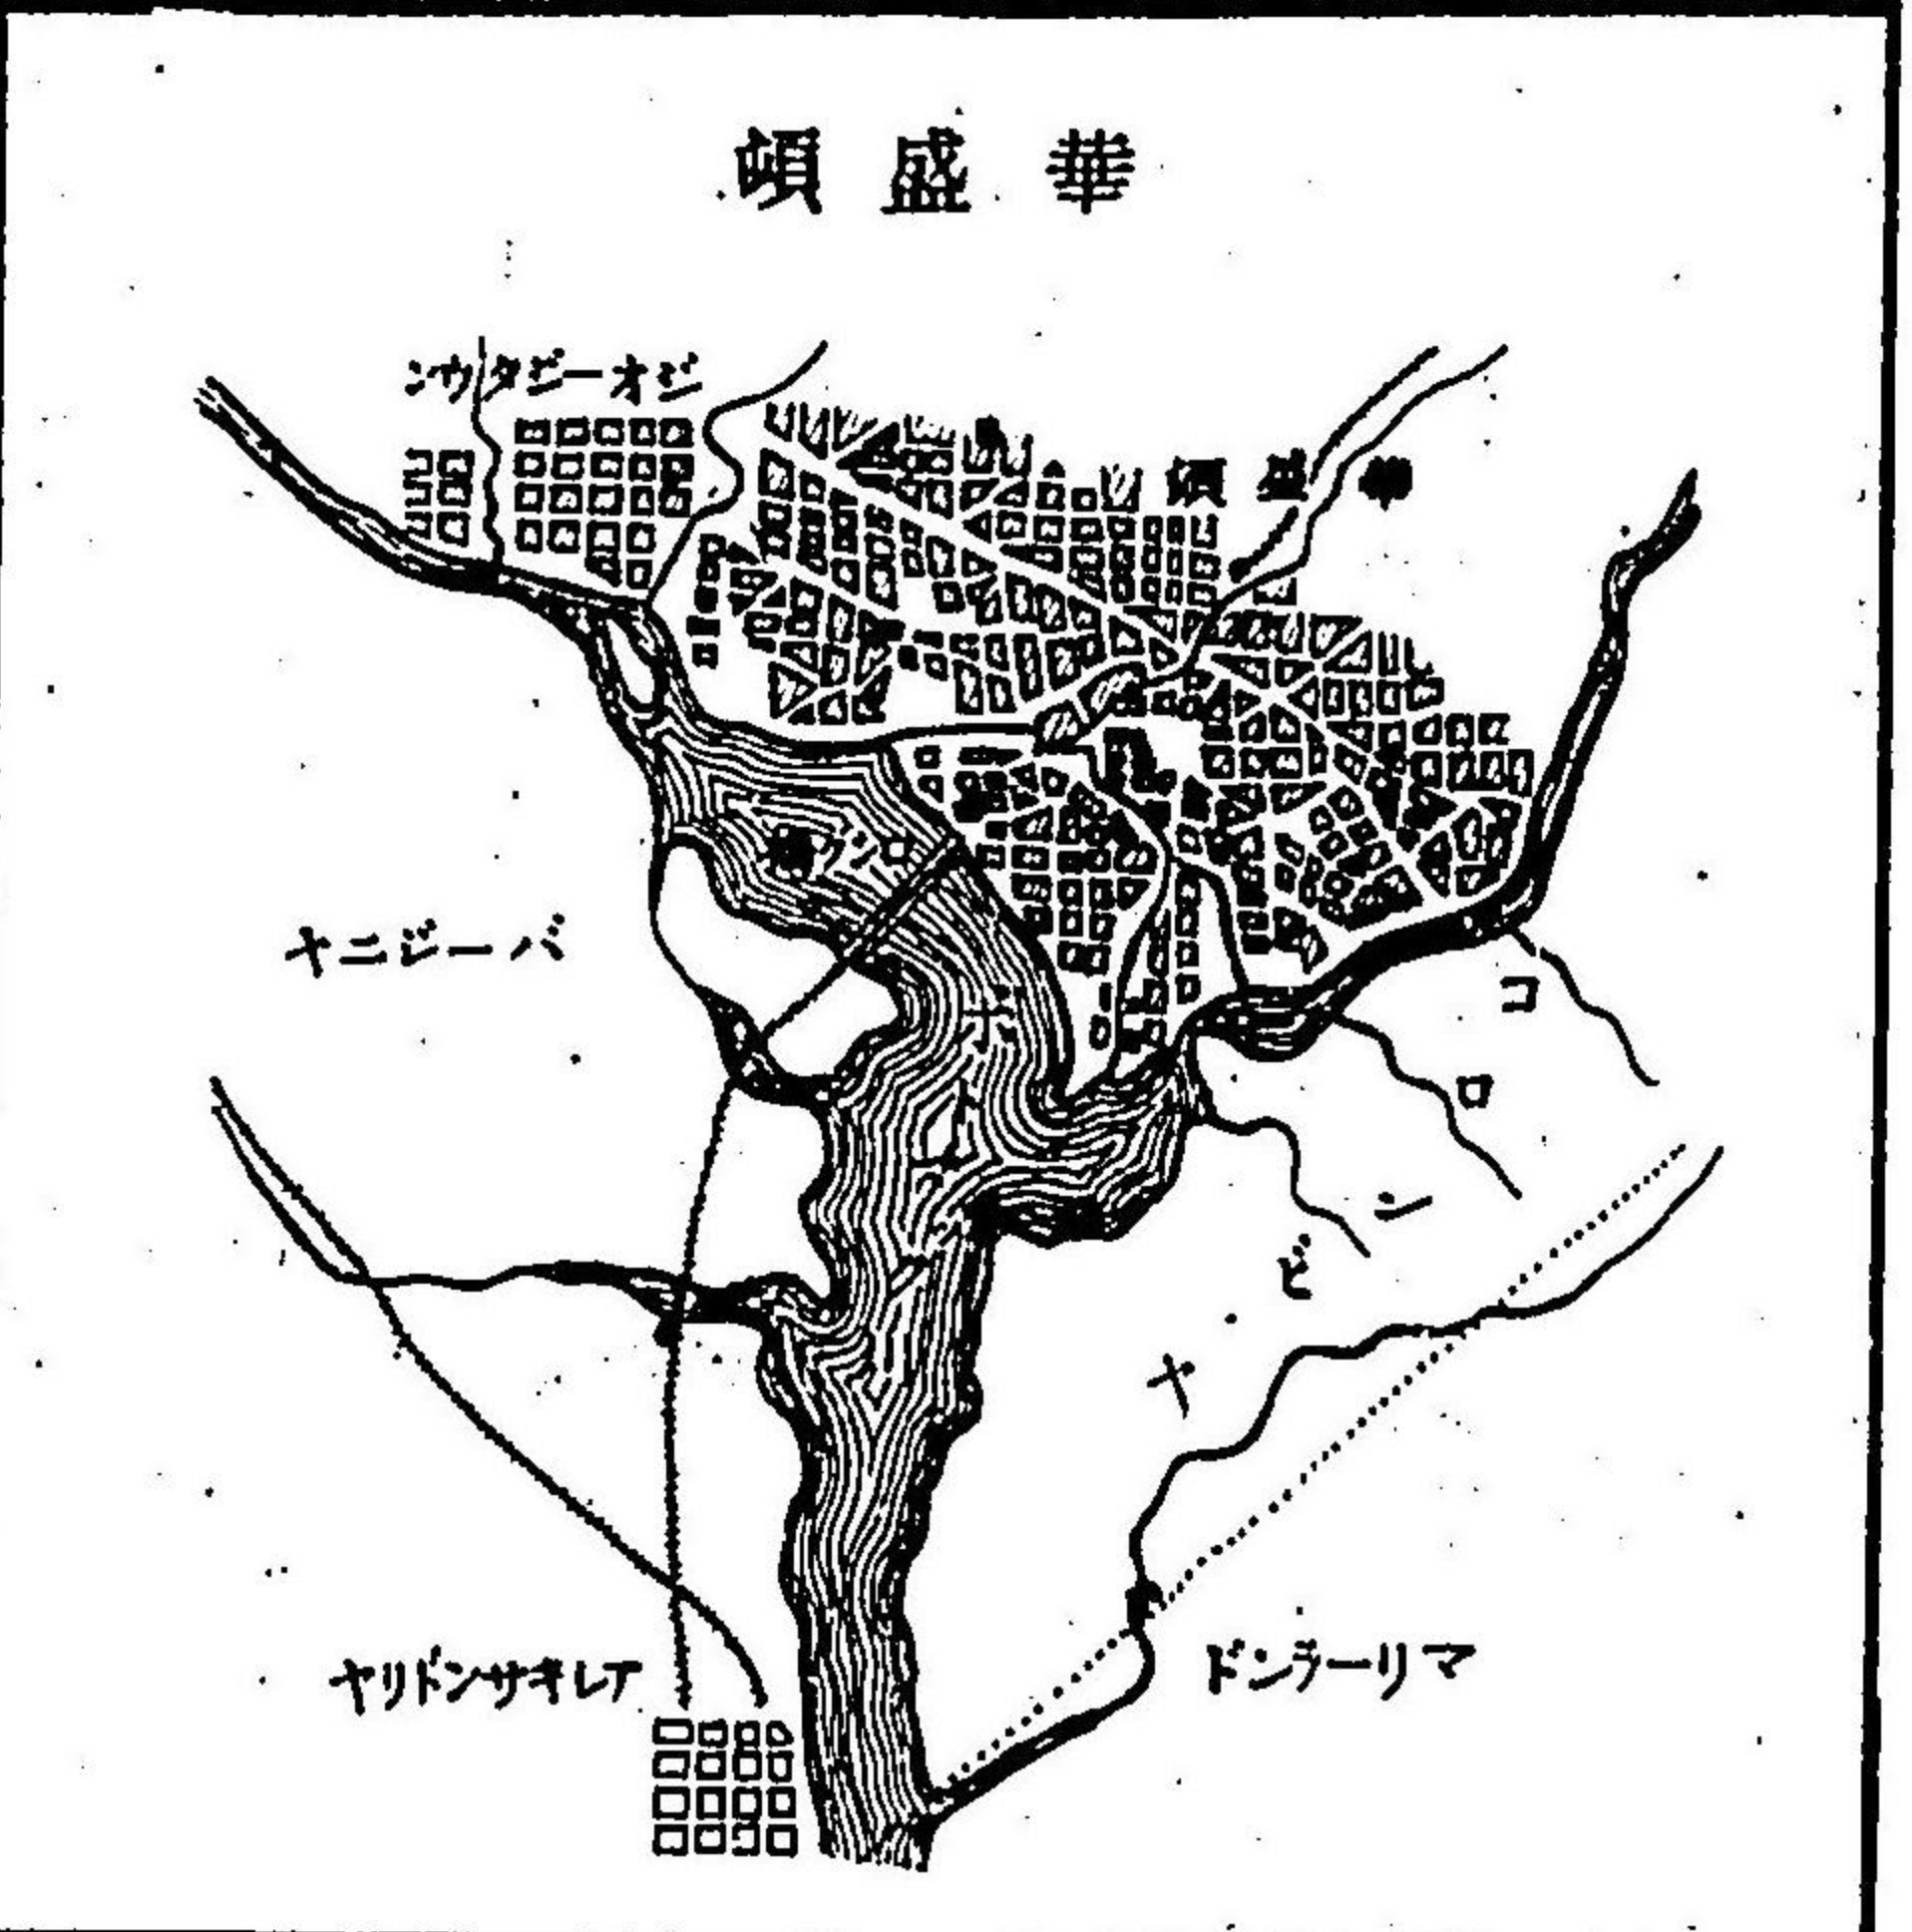 華盛頓
ジオージタウン
華盛頓
バージニヤ
コロンビヤ
マリーランド
アレキサンドリヤ